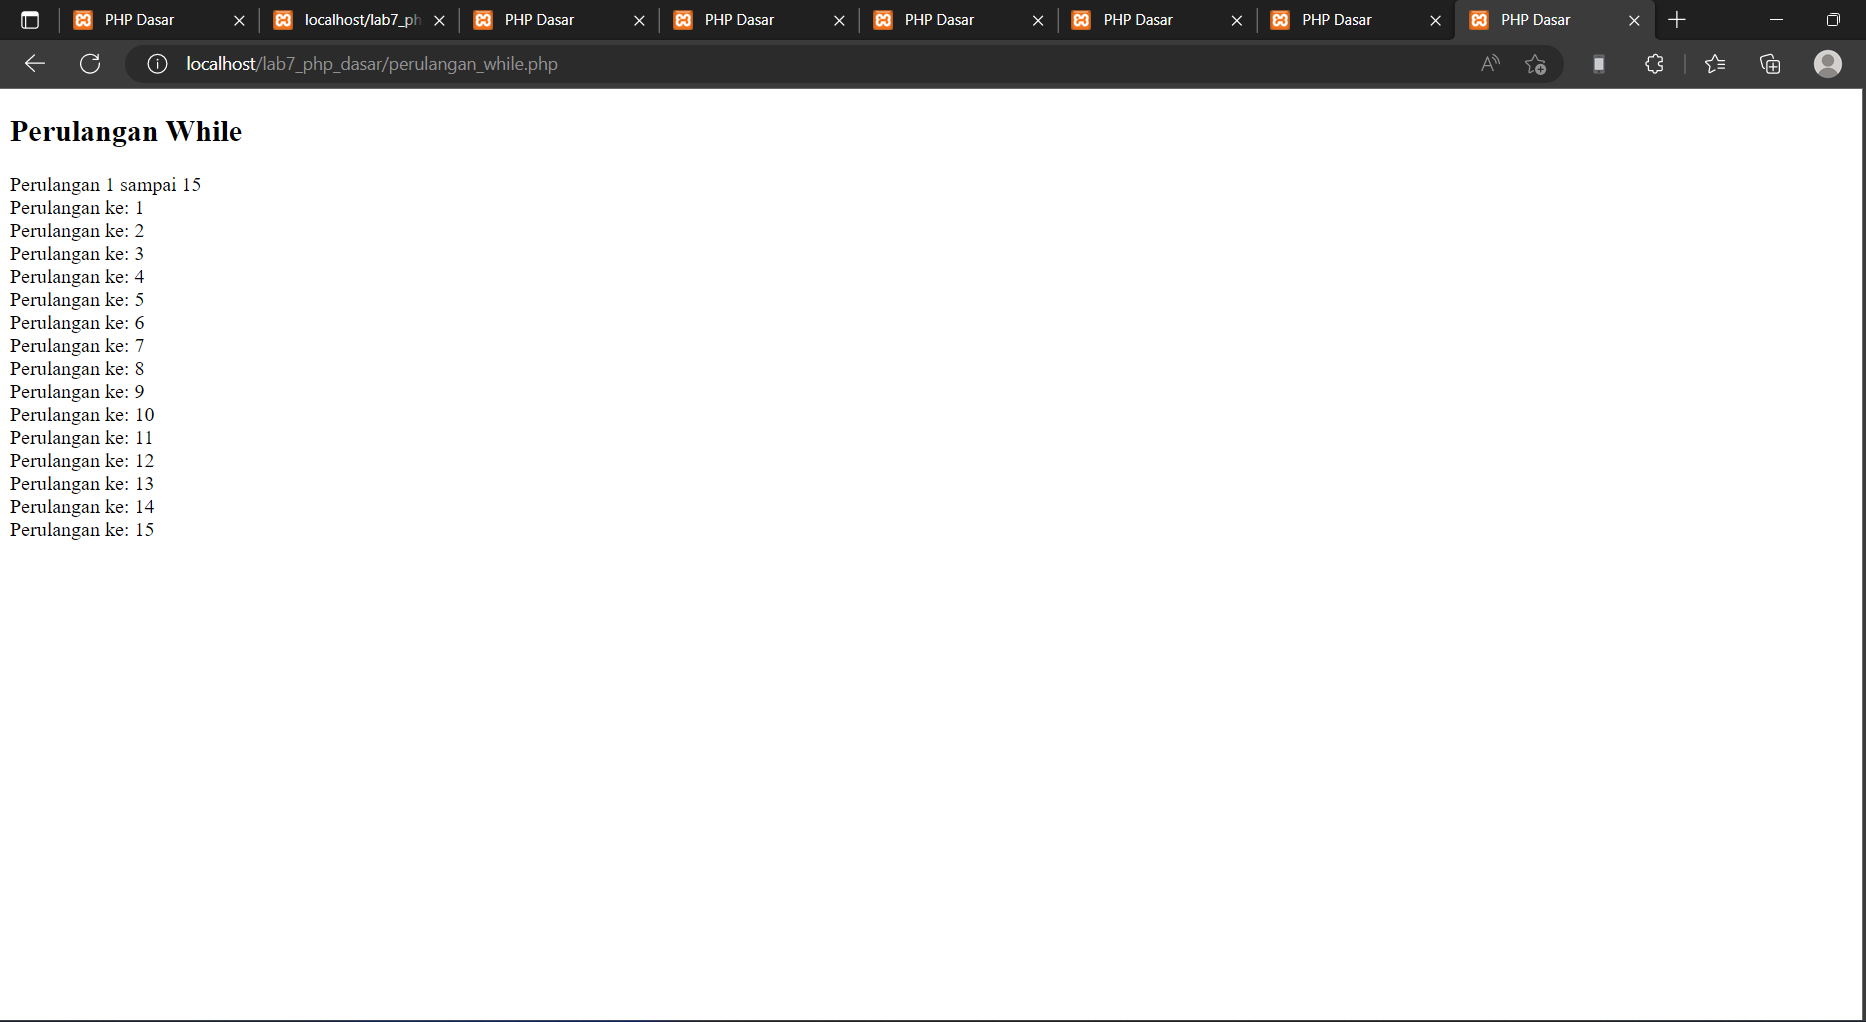 PHP Dasar
localhost/lab7_ph
PHP Dasar
PHP Dasar
PHP Dasar
PHP Dasar
PHP Dasar
PHP Dasar
localhost/lab7_php_dasar/perulangan_while.php
Perulangan While
Perulangan 1 sampai 15
Perulangan ke: 1
Perulangan ke: 2
Perulangan ke: 3
Perulangan ke: 4
Perulangan ke: 5
Perulangan ke: 6
Perulangan ke: 7
Perulangan ke: 8
Perulangan ke: 9
Perulangan ke: 10
Perulangan ke: 11
Perulangan ke: 12
Perulangan ke: 13
Perulangan ke: 14
Perulangan ke: 15